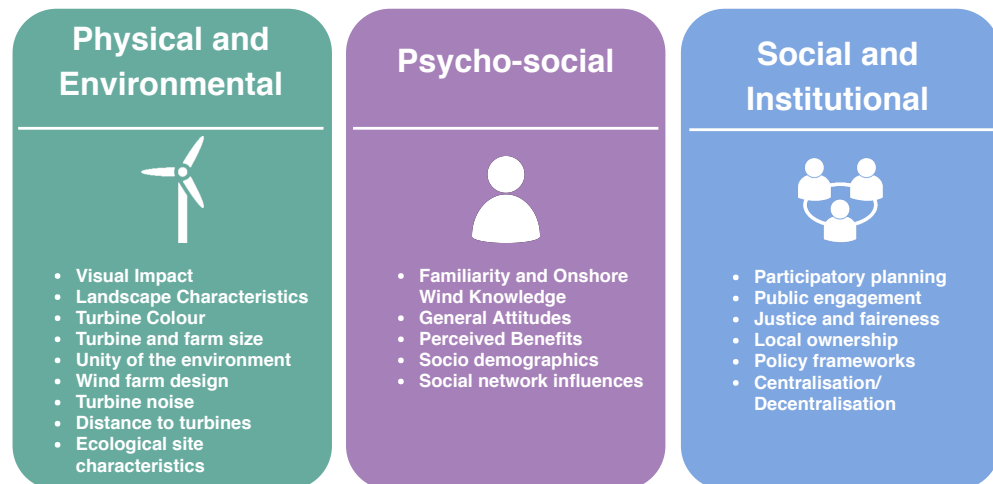 Physical and
Environmental
• Visual Impact
• Landscape Characteristics
• Turbine Colour
• Turbine and farm size
• Unity of the environment
• Wind farm design
• Turbine noise
• Distance to turbines
• Ecological site
characteristics
Psycho-social
• Familiarity and Onshore
Wind Knowledge
• General Attitudes
• Perceived Benefits
• Socio demographics
• Social network influences
Social and
Institutional
• Participatory planning
• Public engagement
• Justice and faireness
• Local ownership
• Policy frameworks
• Centralisation/
Decentralisation